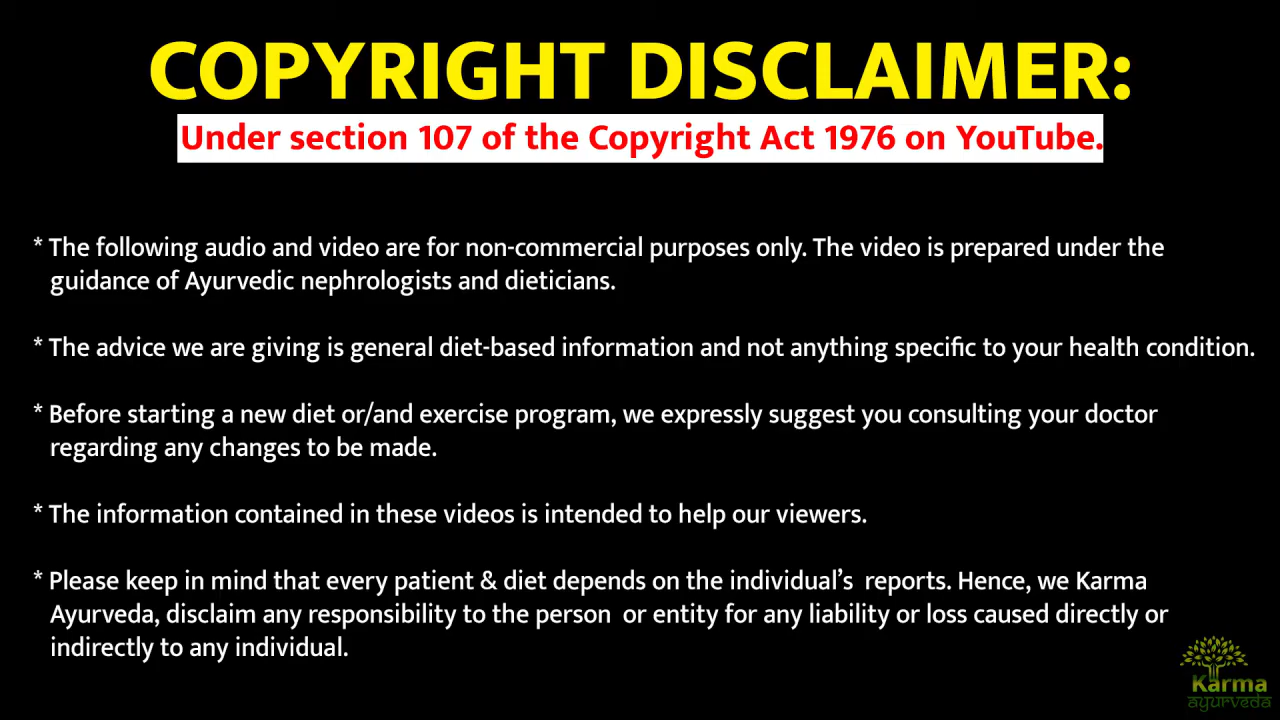 COPYRIGHT DISCLAIMER:
Under section 107 of the Copyright Act 1976 on YouTube.
* The following audio and video are for non-commercial purposes only. The video is prepared under the
guidance of Ayurvedic nephrologists and dieticians.
* The advice we are giving is general diet-based information and not anything specific to your health condition.
* Before starting a new diet or/and exercise program, we expressly suggest you consulting your doctor
regarding any changes to be made.
* The information contained in these videos is intended to help our viewers.
* Please keep in mind that every patient & diet depends on the individual’s reports. Hence, we Karma
Ayurveda, disclaim any responsibility to the person or entity for any liability or loss caused directly or
indirectly to any individual.
Karma
ayurveda